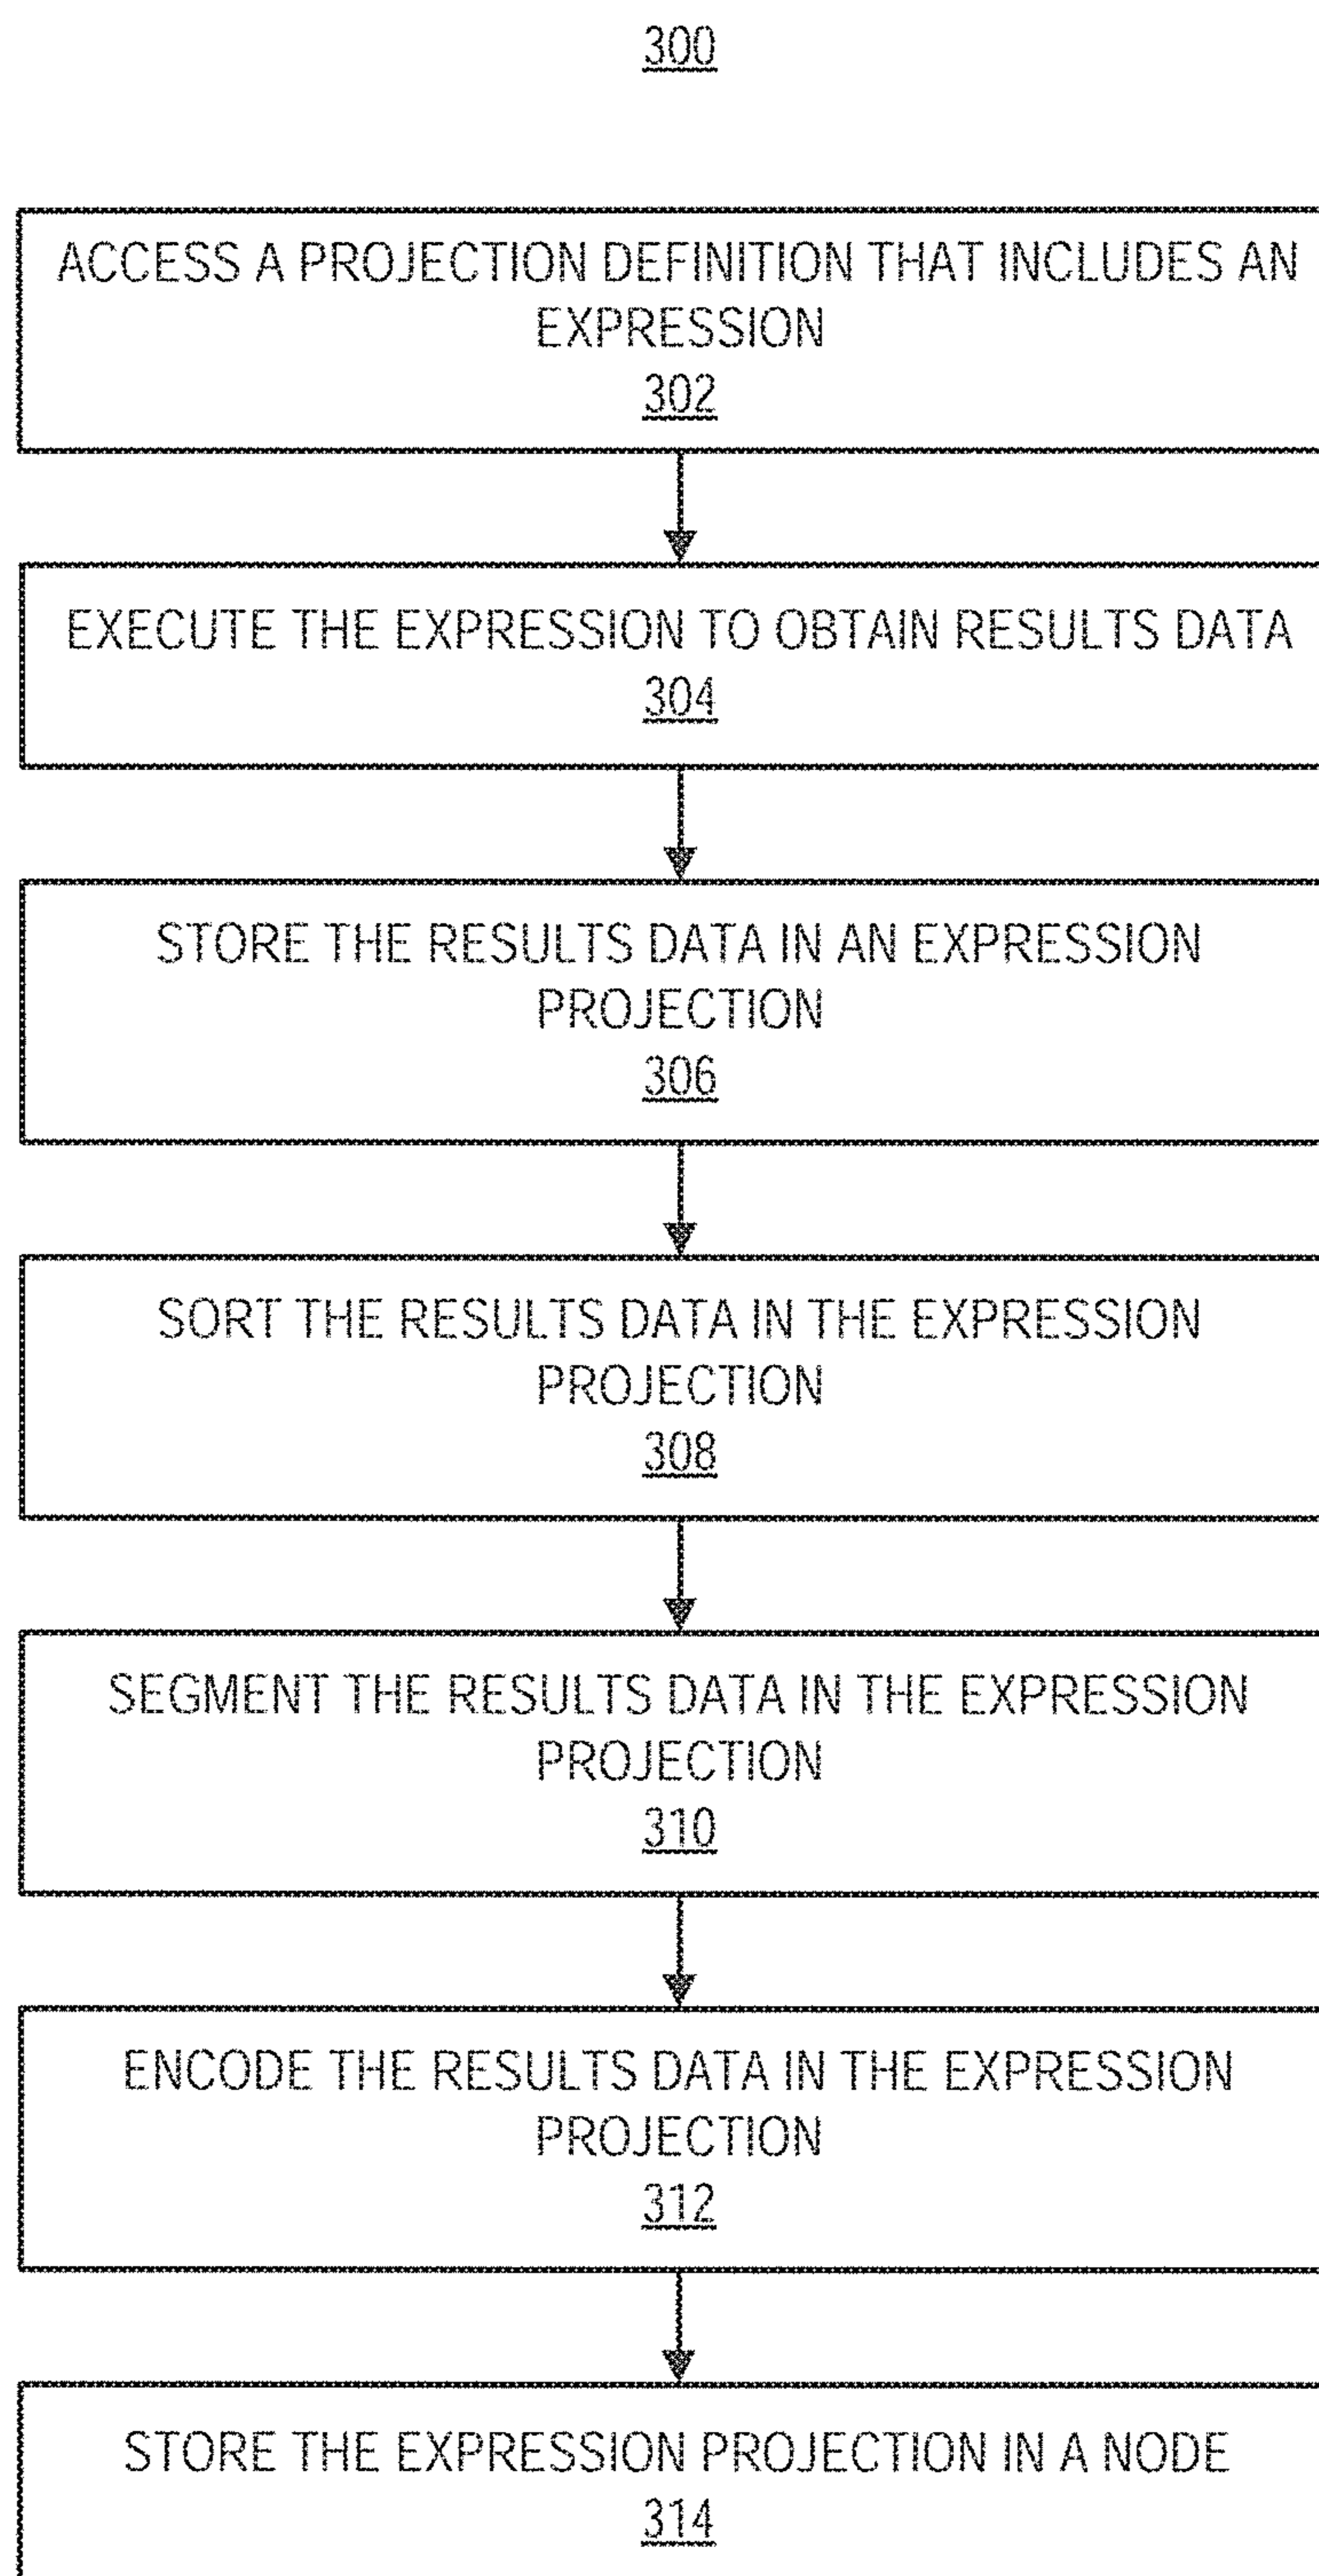 300
ACCESS A PROJECTION DEFINITION THAT INCLUDES AN
EXPRESSION
302
EXECUTE THE EXPRESSION TO OBTAIN RESULTS DATA
304
STORE THE RESULTS DATA IN AN EXPRESSION
PROJECTION
306
SORT THE RESULTS DATA IN THE EXPRESSION
PROJECTION
308
SEGMENT THE RESULTS DATA IN THE EXPRESSION
PROJECTION
310
ENCODE THE RESULTS DATA IN THE EXPRESSION
PROJECTION
312
STORE THE EXPRESSION PROJECTION IN A NODE
314